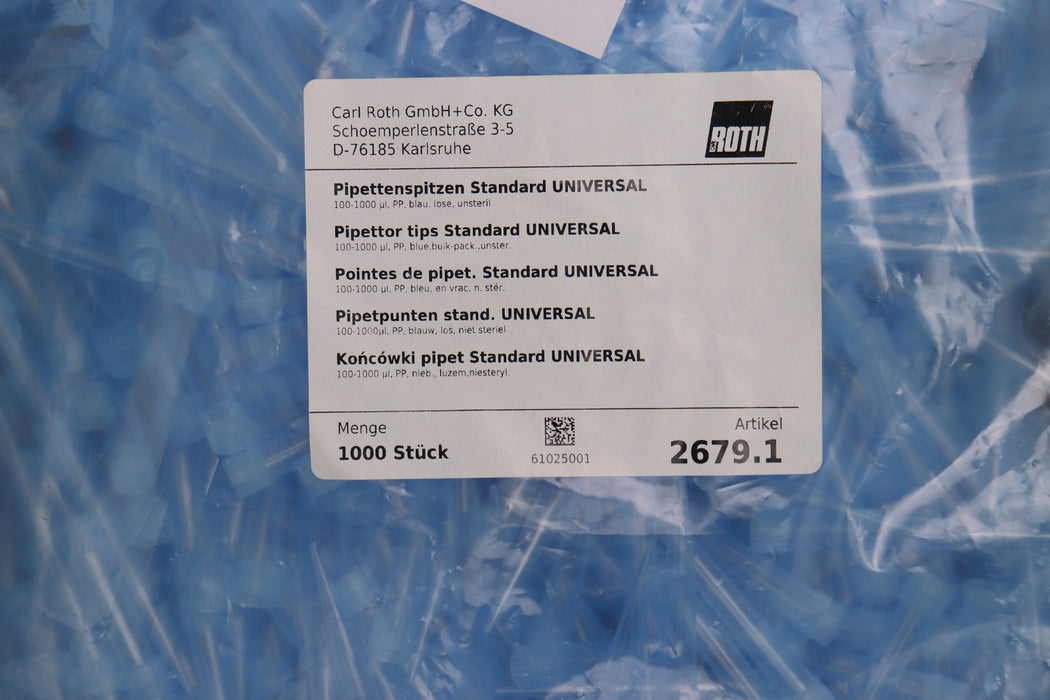 Carl Roth GmbH+Co. KG
Schoemperlenstraße 3-5
D-76185 Karlsruhe
ROTH
Pipettenspitzen Standard UNIVERSAL
100-1000 µl, PP, blau, lose, unsteril
Pipettor tips Standard UNIVERSAL
100-1000 µl, PP, blue,bulk-pack.,unster.
Pointes de pipet. Standard UNIVERSAL
100-1000 µl, PP, bleu, en vrac, n. stér.
Pipetpunten stand. UNIVERSAL
100-1000µl, PP, blauw, los, niet steriel
Końcówki pipet Standard UNIVERSAL
100-1000 µl, PP, nieb., luzem,niesteryl.
Menge
1000 Stück
61025001
Artikel
2679.1